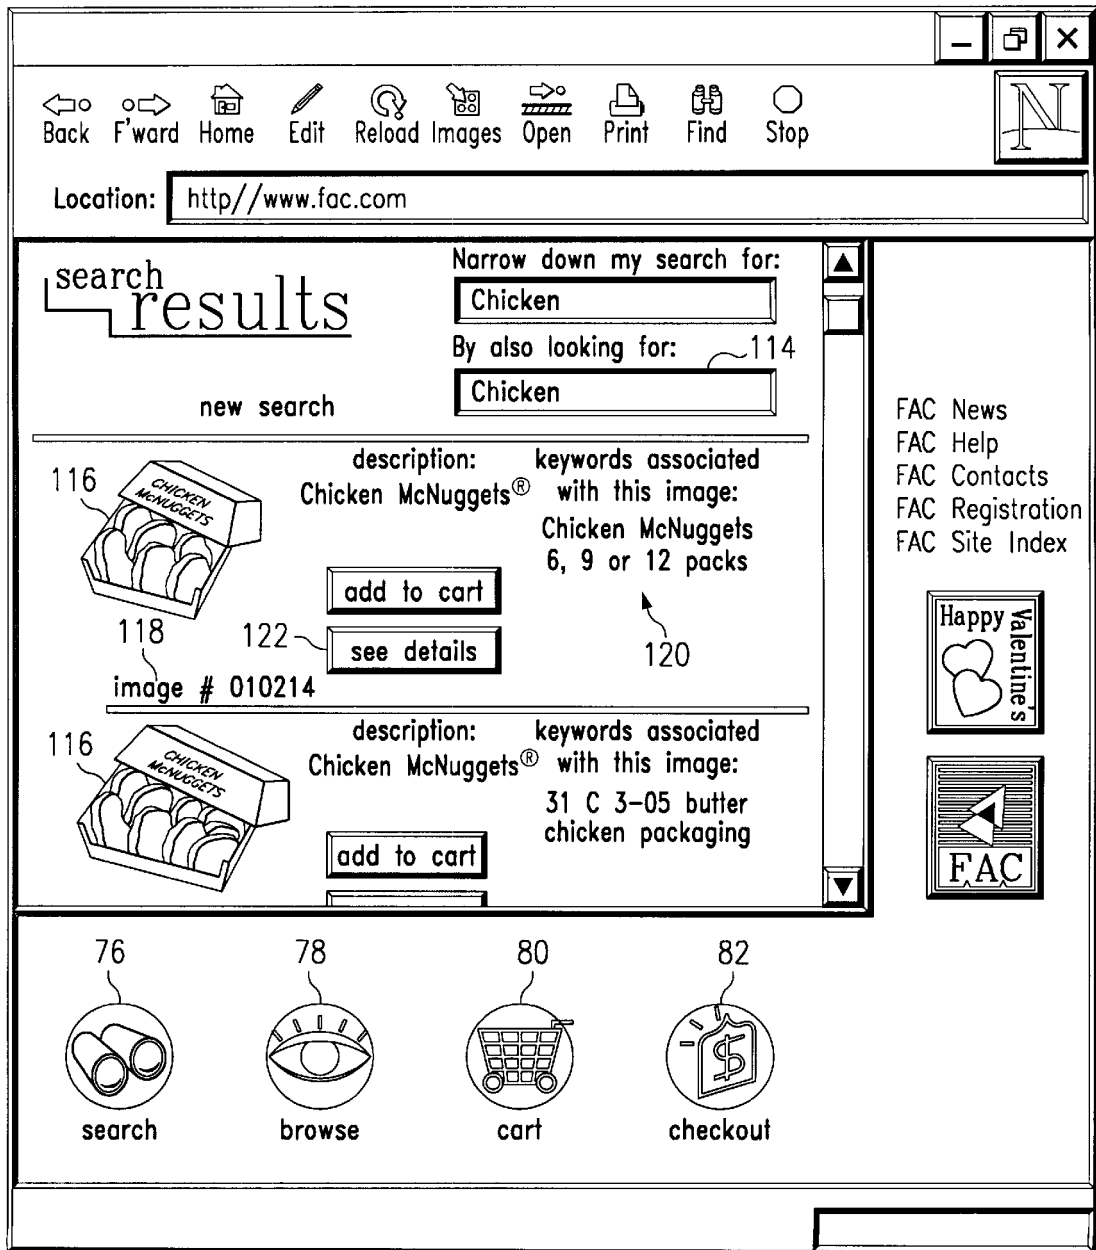 Back F'ward Home Edit Reload Images Open Print Find Stop
N
Location: http//www.fac.com
search
results
Narrow down my search for:
Chicken
By also looking for:
114
Chicken
new search
116
CHICKEN
McNUGGETS
description:
Chicken McNuggets®
keywords associated
with this image:
Chicken McNuggets
6, 9 or 12 packs
add to cart
118
122
see details
120
image # 010214
116
CHICKEN
McNUGGETS
description:
Chicken McNuggets®
keywords associated
with this image:
31 C 3-05 butter
chicken packaging
add to cart
FAC News
FAC Help
FAC Contacts
FAC Registration
FAC Site Index
Happy
Valentine's
FAC
76 78 80 82
$
search browse cart checkout